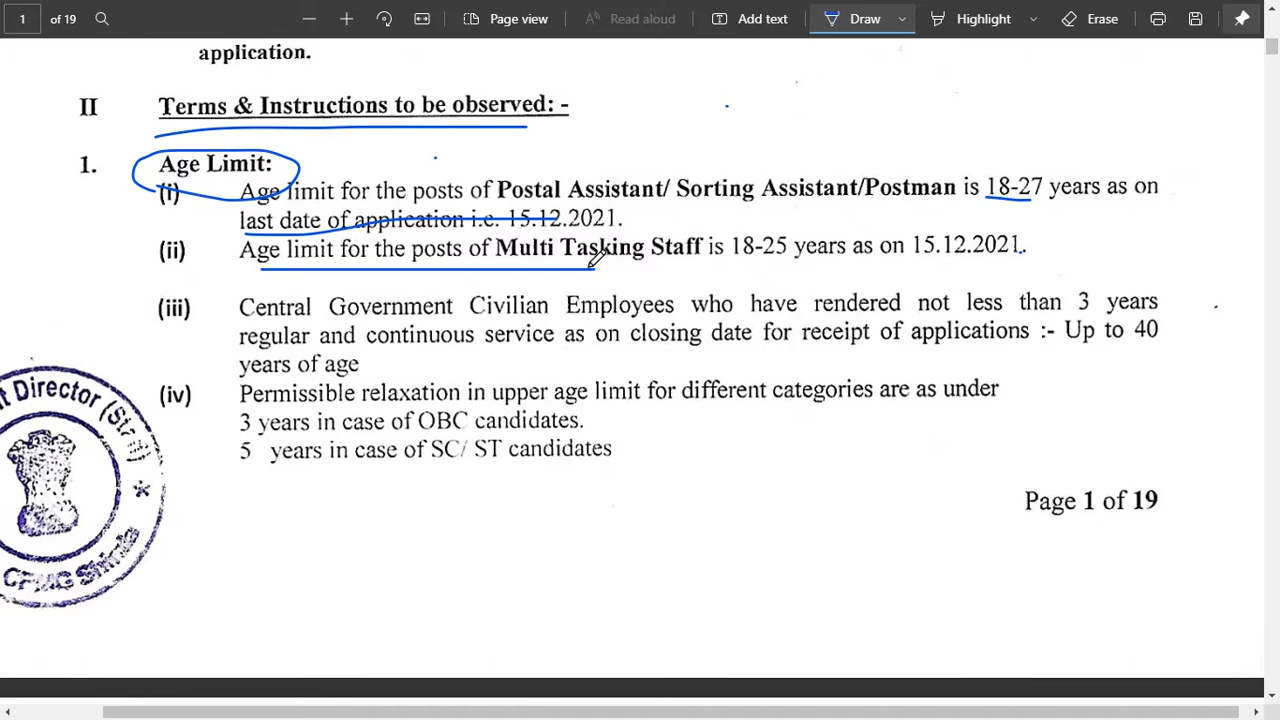 1 of 19 Page view Read aloud Add text Draw Highlight Erase
application.
II Terms & Instructions to be observed: -
1. Age Limit:
(i) Age limit for the posts of Postal Assistant/ Sorting Assistant/Postman is 18-27 years as on
last date of application i.e. 15.12.2021.
(ii) Age limit for the posts of Multi Tasking Staff is 18-25 years as on 15.12.2021.
(iii) Central Government Civilian Employees who have rendered not less than 3 years
regular and continuous service as on closing date for receipt of applications :- Up to 40
years of age
(iv) Permissible relaxation in upper age limit for different categories are as under
3 years in case of OBC candidates.
5 years in case of SC/ ST candidates
Page 1 of 19
t Director (Staff)
CPMG Shimla